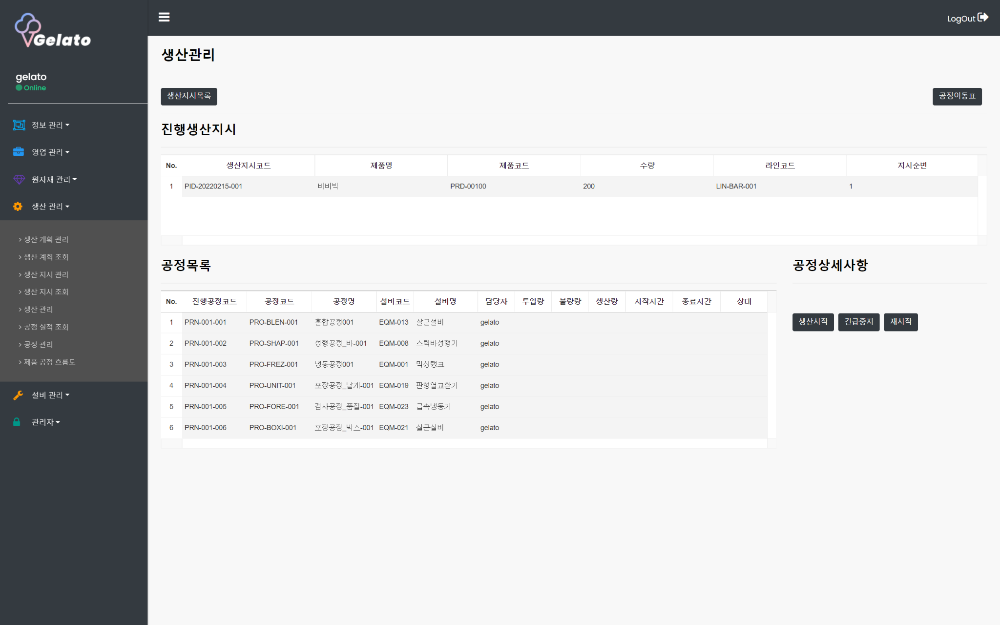 Gelato
LogOut
gelato
Online
정보 관리
영업 관리
원자재 관리
생산 관리
> 생산 계획 관리
> 생산 계획 조회
> 생산 지시 관리
> 생산 지시 조회
> 생산 관리
> 공정 실적 조회
> 공정 관리
> 제품 공정 흐름도
설비 관리
관리자
생산관리
생산지시목록 공정이동표
진행생산지시
No. 생산지시코드 제품명 제품코드 수량 라인코드 지시순번
1 PID-20220215-001 비비빅 PRD-00100 200 LIN-BAR-001 1
공정목록
No. 진행공정코드 공정코드 공정명 설비코드 설비명 담당자 투입량 불량량 생산량 시작시간 종료시간 상태
1 PRN-001-001 PRO-BLEN-001 혼합공정001 EQM-013 살균설비 gelato
2 PRN-001-002 PRO-SHAP-001 성형공정_바-001 EQM-008 스틱바성형기 gelato
3 PRN-001-003 PRO-FREZ-001 냉동공정001 EQM-001 믹싱탱크 gelato
4 PRN-001-004 PRO-UNIT-001 포장공정_낱개-001 EQM-019 판형열교환기 gelato
5 PRN-001-005 PRO-FORE-001 검사공정_품질-001 EQM-023 급속냉동기 gelato
6 PRN-001-006 PRO-BOXI-001 포장공정_박스-001 EQM-021 살균설비 gelato
공정상세사항
생산시작 긴급중지 재시작